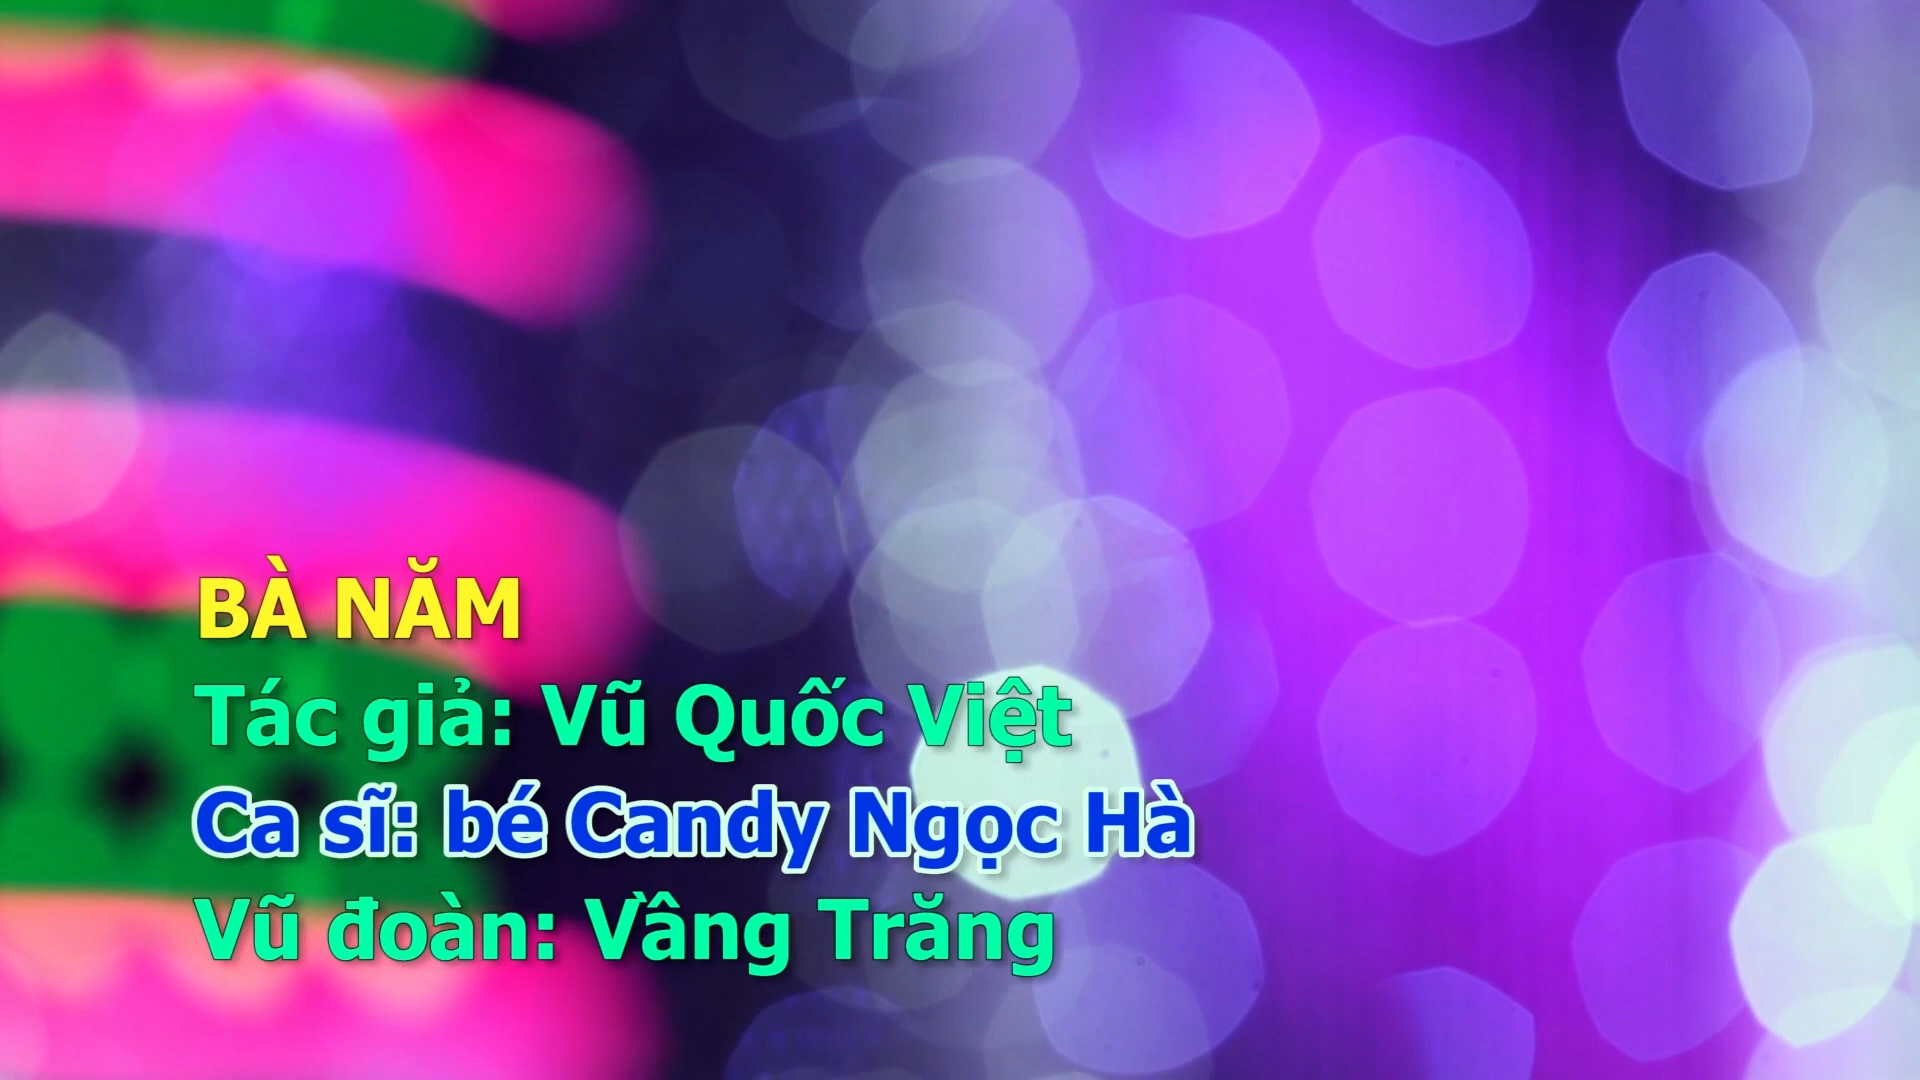 BÀ NĂM
Tác giả: Vũ Quốc Việt
Ca sĩ: bé Candy Ngọc Hà
Vũ đoàn: Vầng Trăng